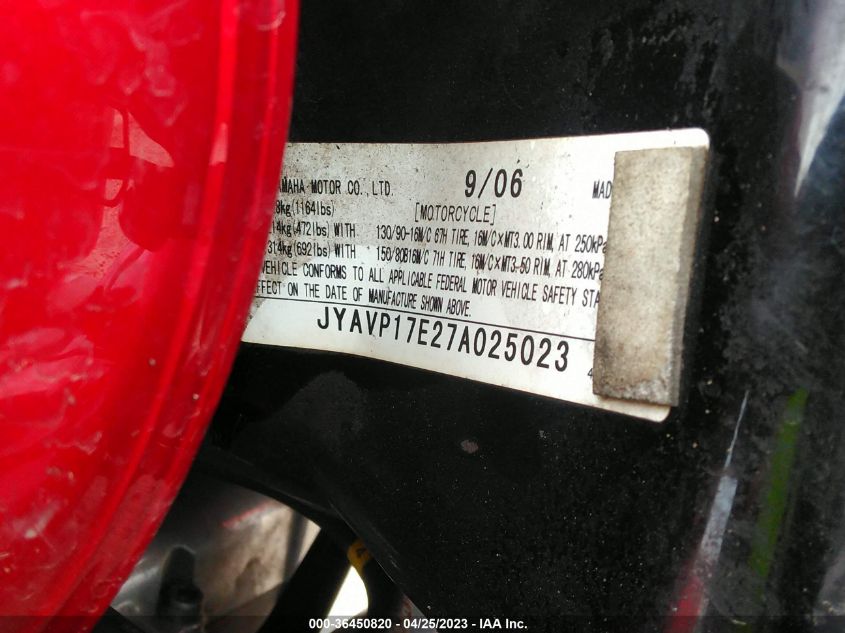 AMAHA MOTOR CO.,LTD. 9/06 MAD
8kg(1164lbs) [MOTORCYCLE]
14kg(472lbs) WITH 130/90-16M/C 67H TIRE, 16M/C×MT3.00 RIM, AT 250kPa
314kg(692lbs) WITH 150/80B16M/C 71H TIRE, 16M/C×MT3.50 RIM, AT 280kPa
VEHICLE CONFORMS TO ALL APPLICABLE FEDERAL MOTOR VEHICLE SAFETY STA
EFFECT ON THE DATE OF MANUFACTURE SHOWN ABOVE.
JYAVP17E27A025023
4
000-36450820 - 04/25/2023 - IAA Inc.